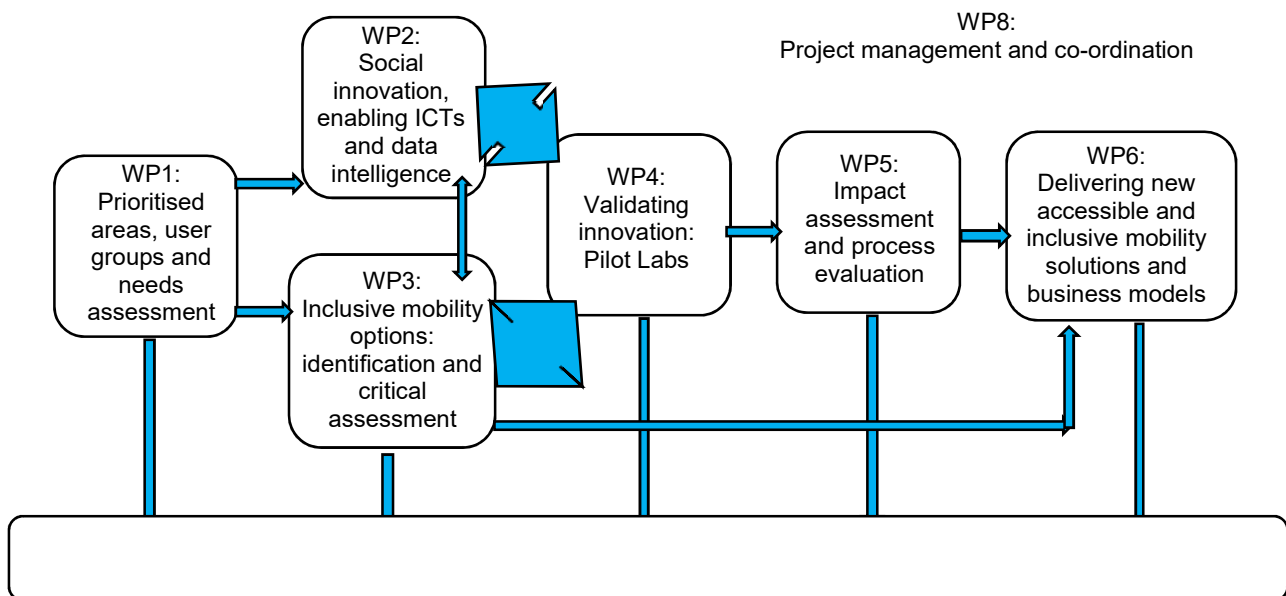 WP8:
Project management and co-ordination
WP2:
Social
innovation,
enabling ICTs
and data
intelligence
WP1:
Prioritised
areas, user
groups and
needs
assessment
WP3:
Inclusive mobility
options:
identification and
critical
assessment
WP4:
Validating
innovation:
Pilot Labs
WP5:
Impact
assessment
and process
evaluation
WP6:
Delivering new
accessible and
inclusive mobility
solutions and
business models